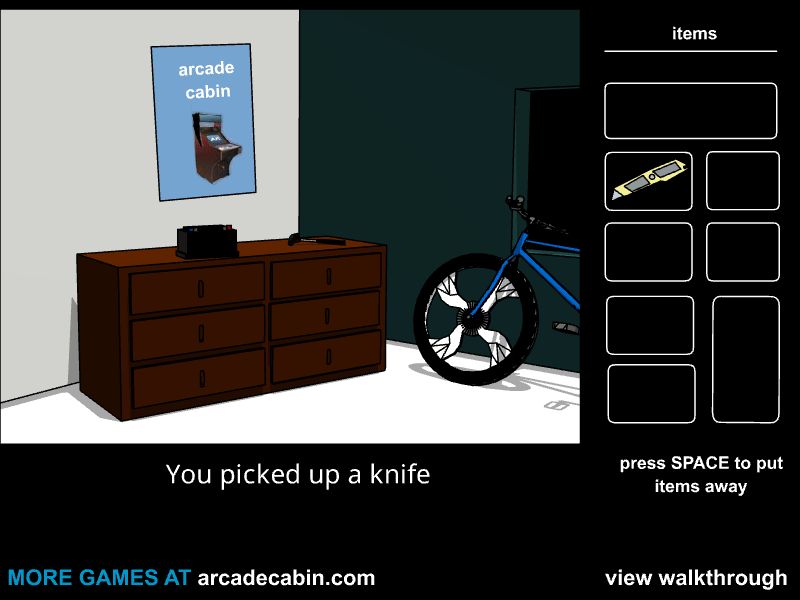 items
arcade
cabin
You picked up a knife
press SPACE to put
items away
MORE GAMES AT arcadecabin.com
view walkthrough